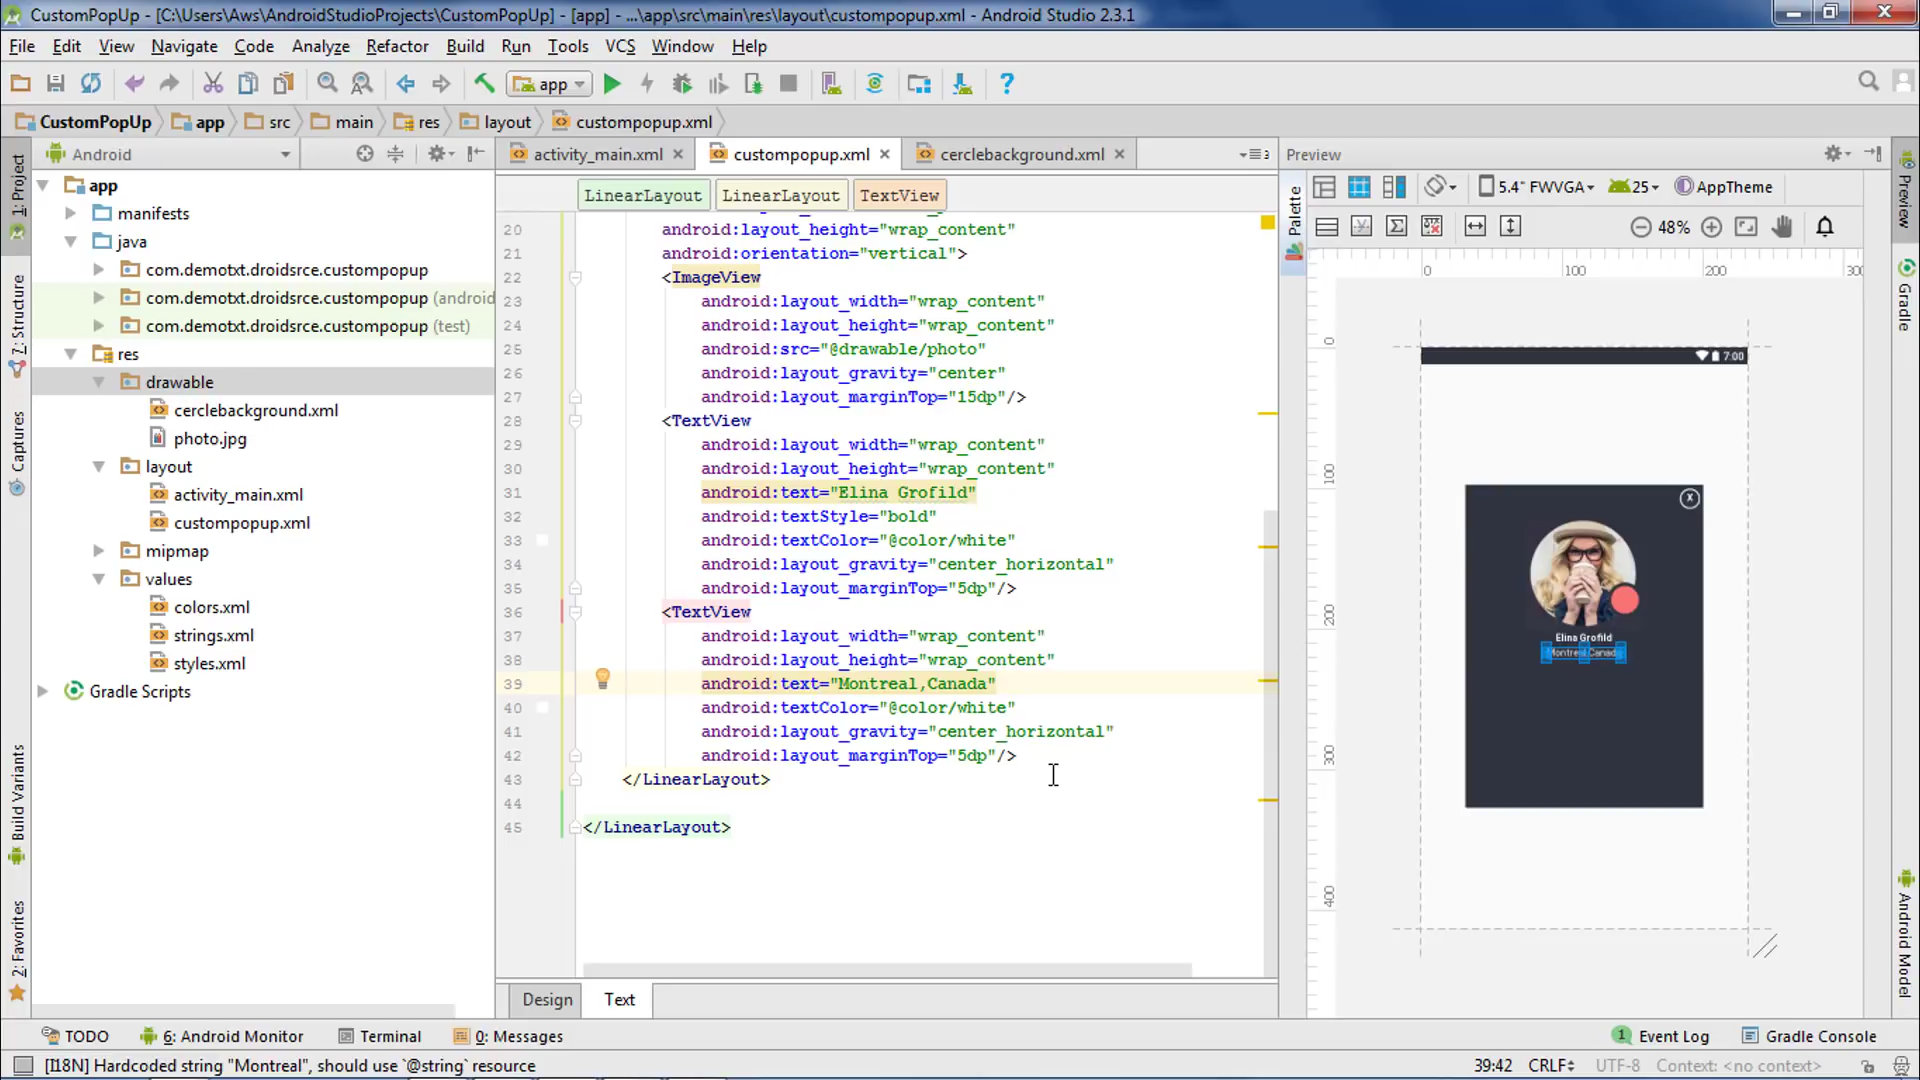 CustomPopUp - [C:\Users\Aws\AndroidStudioProjects\CustomPopUp] - [app] - ...\app\src\main\res\layout\custompopup.xml - Android Studio 2.3.1
File Edit View Navigate Code Analyze Refactor Build Run Tools VCS Window Help
app
CustomPopUp app src main res layout custompopup.xml
1: Project
7: Structure
Captures
Build Variants
2: Favorites
Android
app
manifests
java
com.demotxt.droidsrce.custompopup
com.demotxt.droidsrce.custompopup (android
com.demotxt.droidsrce.custompopup (test)
res
drawable
cerclebackground.xml
photo.jpg
layout
activity_main.xml
custompopup.xml
mipmap
values
colors.xml
strings.xml
styles.xml
Gradle Scripts
activity_main.xml custompopup.xml cerclebackground.xml 3
LinearLayout LinearLayout TextView
20 android:layout_height="wrap_content"
21 android:orientation="vertical">
22 <ImageView
23 android:layout_width="wrap_content"
24 android:layout_height="wrap_content"
25 android:src="@drawable/photo"
26 android:layout_gravity="center"
27 android:layout_marginTop="15dp"/>
28 <TextView
29 android:layout_width="wrap_content"
30 android:layout_height="wrap_content"
31 android:text="Elina Grofild"
32 android:textStyle="bold"
33 android:textColor="@color/white"
34 android:layout_gravity="center_horizontal"
35 android:layout_marginTop="5dp"/>
36 <TextView
37 android:layout_width="wrap_content"
38 android:layout_height="wrap_content"
39 android:text="Montreal,Canada"
40 android:textColor="@color/white"
41 android:layout_gravity="center_horizontal"
42 android:layout_marginTop="5dp"/>
43 </LinearLayout>
44
45 </LinearLayout>
Design Text
Preview
Palette
5.4" FWVGA 25 AppTheme
48%
0 100 200 300
0
100
200
300
400
7:00
X
Elina Grofild
Montreal,Canada
Preview
Gradle
Android Model
TODO 6: Android Monitor Terminal 0: Messages 1 Event Log Gradle Console
[I18N] Hardcoded string "Montreal", should use `@string` resource 39:42 CRLF UTF-8 Context: <no context>